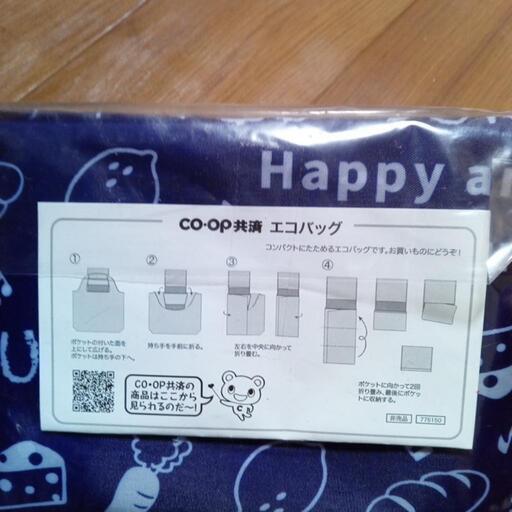 Happy an
CO·OP共済 エコバッグ
コンパクトにたためるエコバッグです。お買いものにどうぞ!
①
②
③
④
ポケットの付いた面を
上にして広げる。
ポケットは持ち手の下へ。
持ち手を手前に折る。
左右を中央に向かって
折り畳む。
ポケットに向かって2回
折り畳み、最後にポケッ
トに収納する。
CO·OP共済の
商品はここから
見られるのだ〜!
非売品
775150